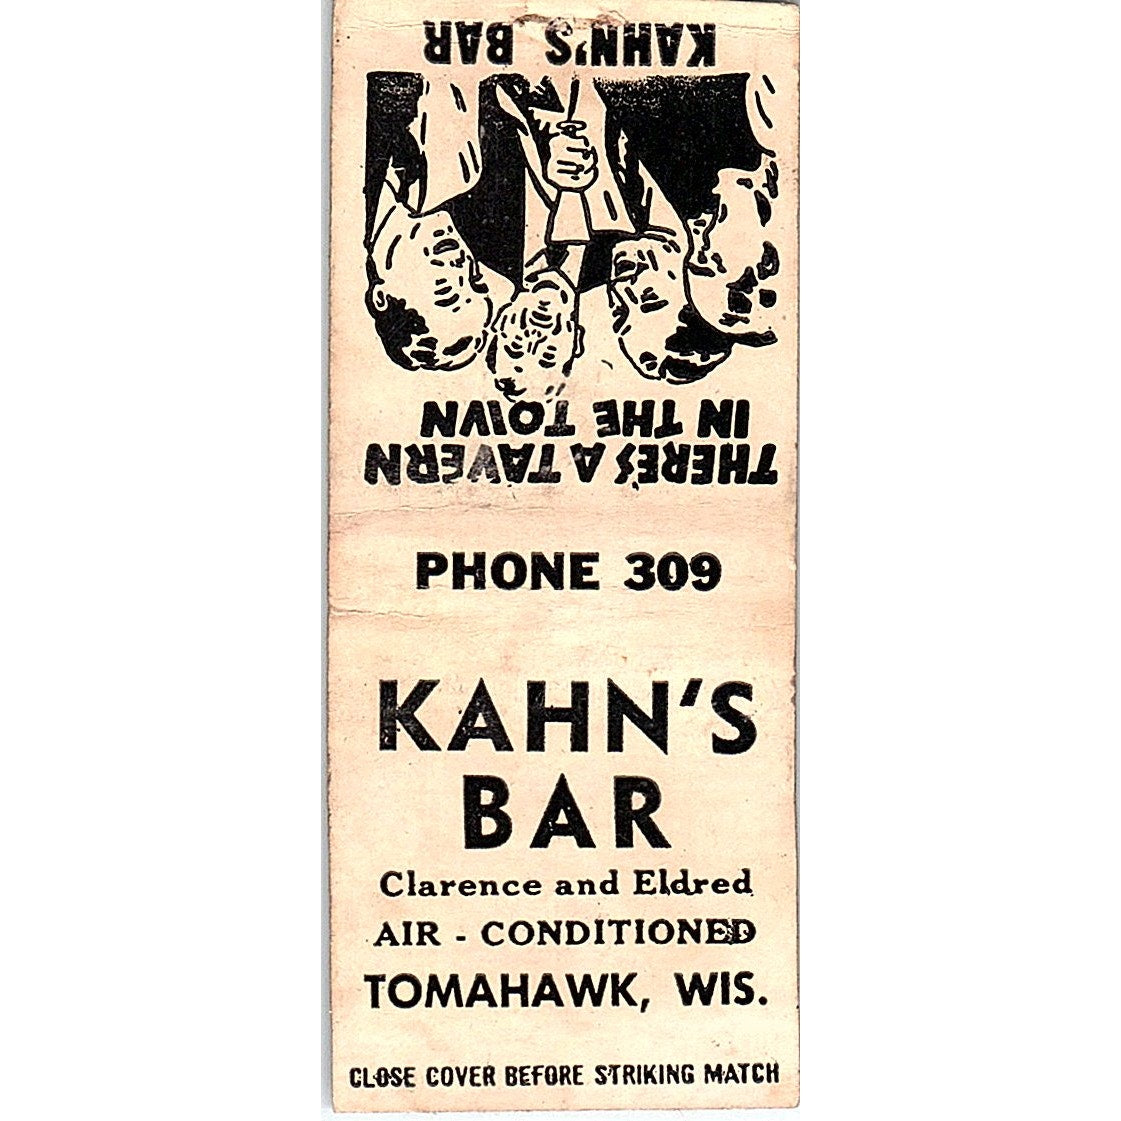 KAHN'S BAR
THERE'S A TAVERN
IN THE TOWN
PHONE 309
KAHN'S
BAR
Clarence and Eldred
AIR - CONDITIONED
TOMAHAWK, WIS.
CLOSE COVER BEFORE STRIKING MATCH